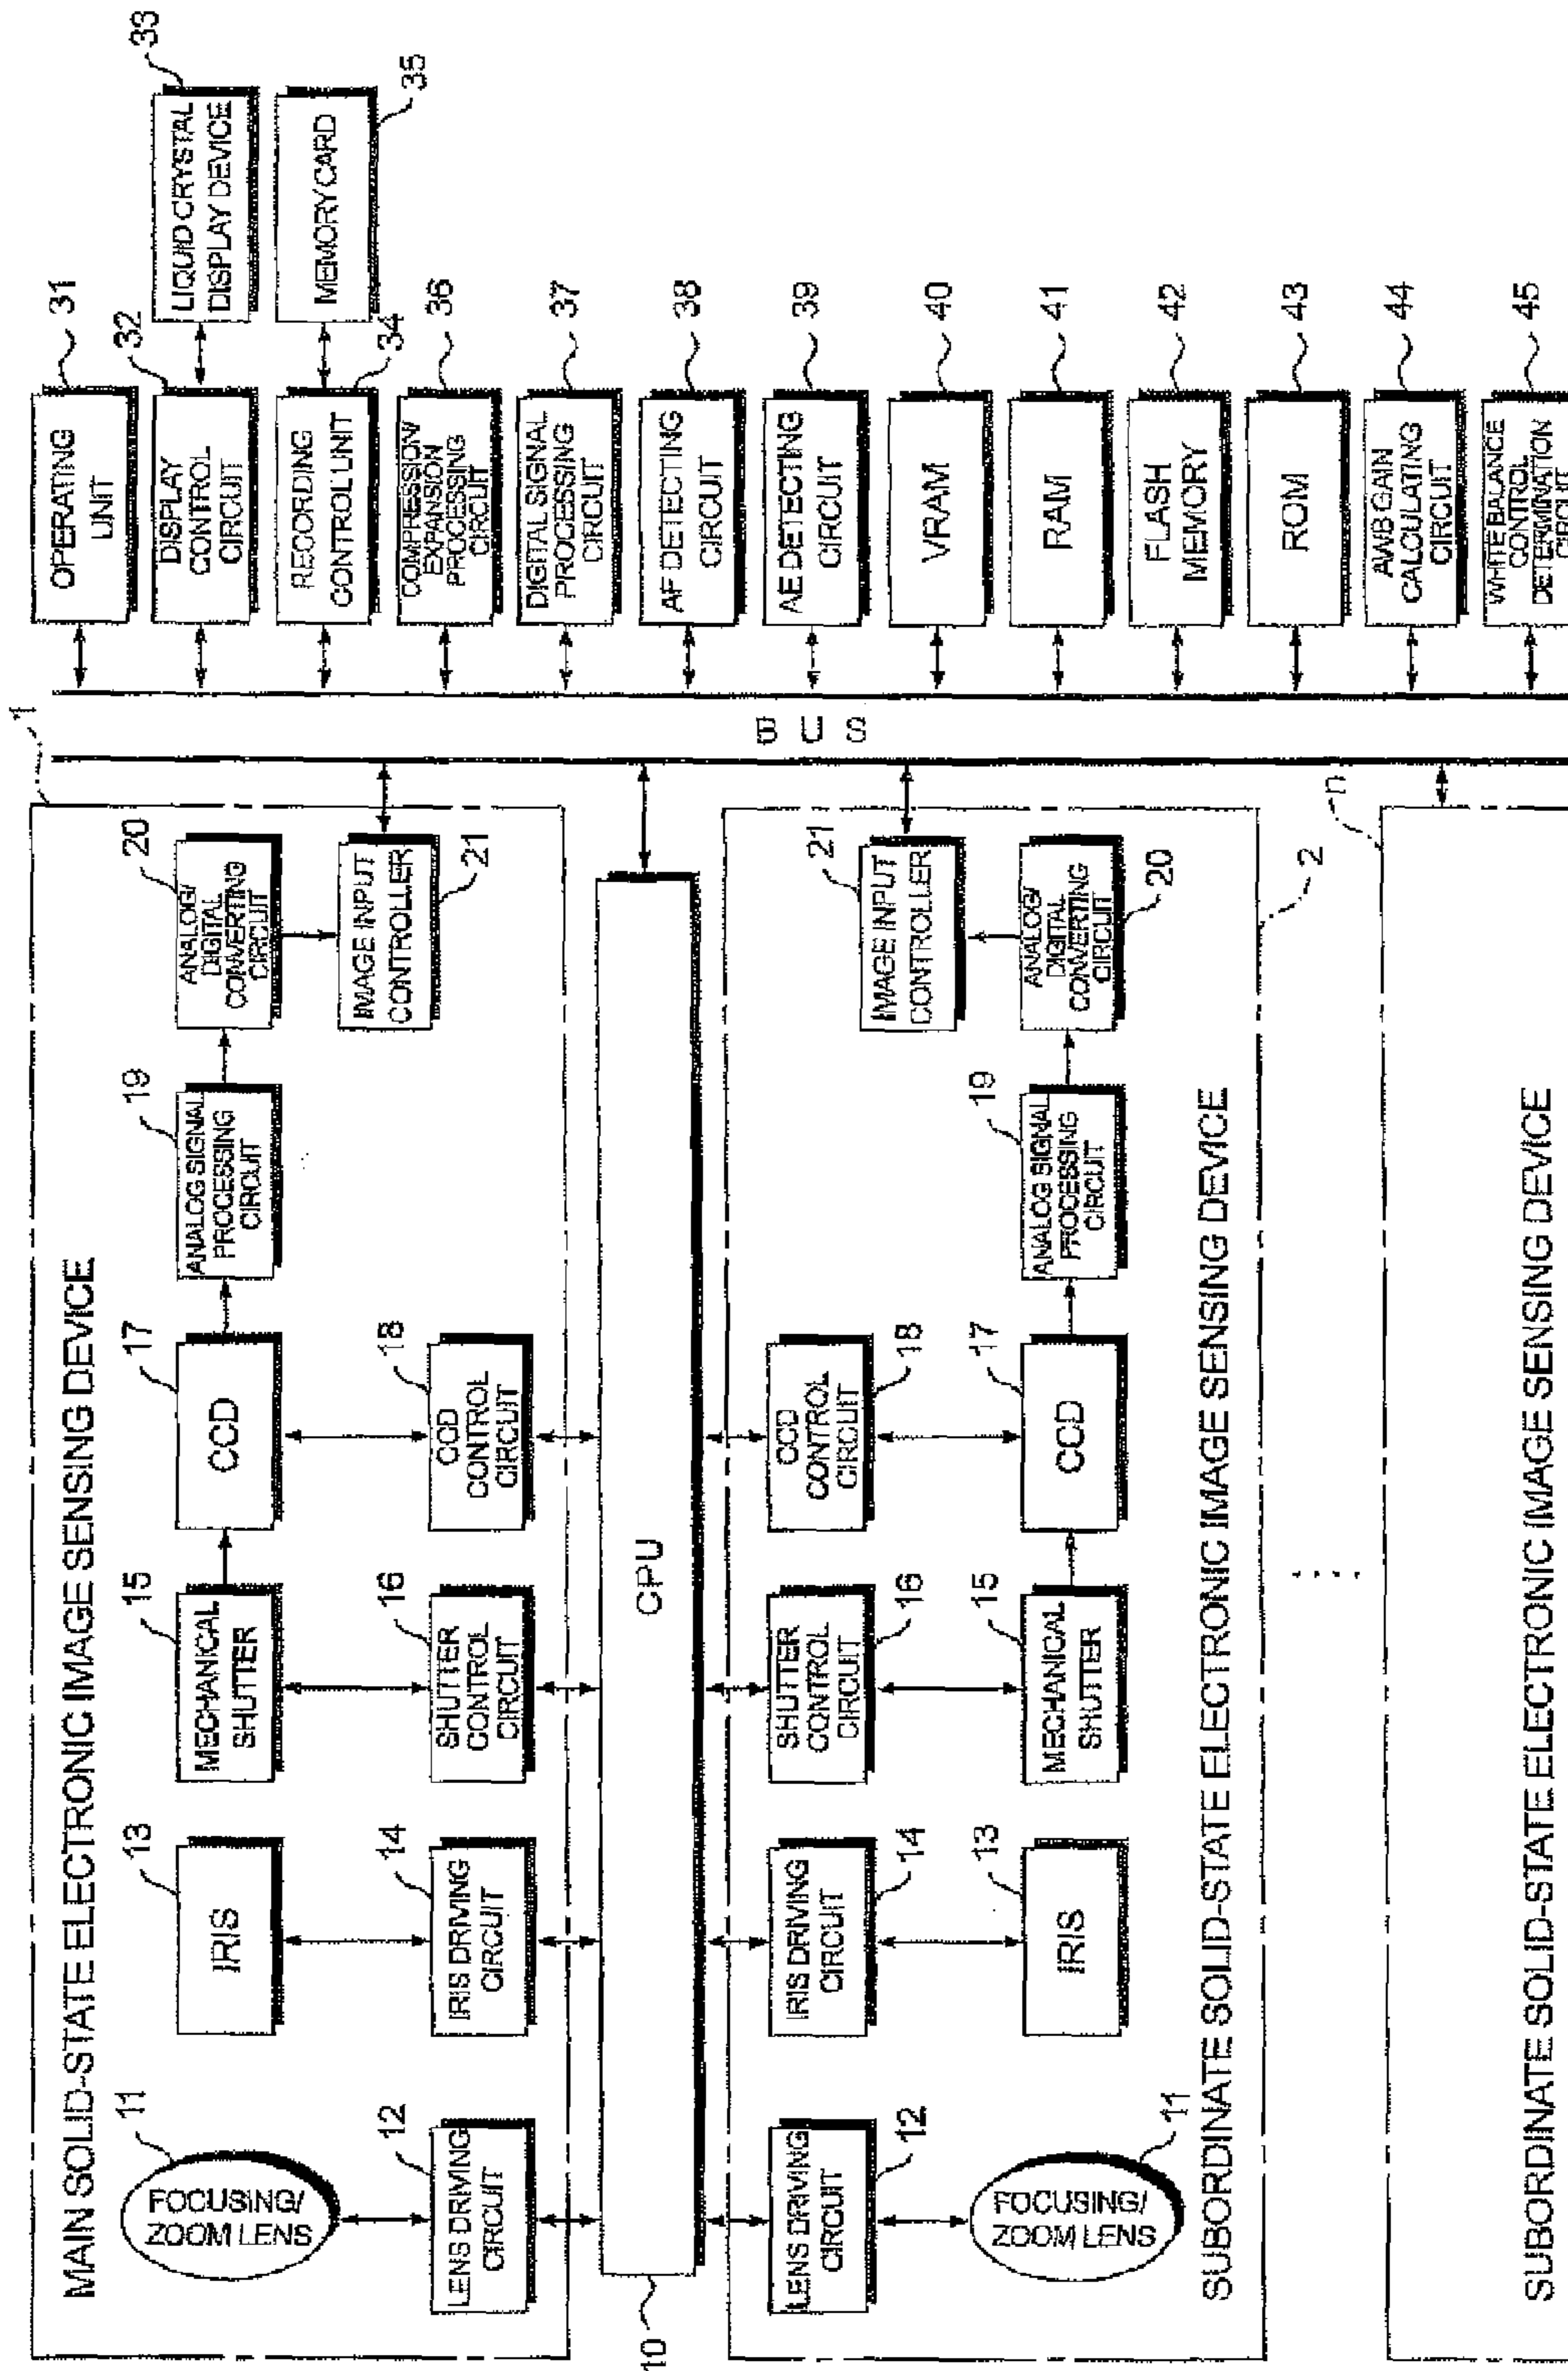 MAIN SOLID-STATE ELECTRONIC IMAGE SENSING DEVICE
1
FOCUSING/
ZOOM LENS
11
LENS DRIVING
CIRCUIT
12
IRIS
13
IRIS DRIVING
CIRCUIT
14
MECHANICAL
SHUTTER
15
SHUTTER
CONTROL
CIRCUIT
16
CCD
17
CCD
CONTROL
CIRCUIT
18
ANALOG SIGNAL
PROCESSING
CIRCUIT
19
ANALOG/
DIGITAL
CONVERTING
CIRCUIT
20
IMAGE INPUT
CONTROLLER
21
10
CPU
LENS DRIVING
CIRCUIT
12
FOCUSING/
ZOOM LENS
11
IRIS DRIVING
CIRCUIT
14
IRIS
13
SHUTTER
CONTROL
CIRCUIT
16
MECHANICAL
SHUTTER
15
CCD
CONTROL
CIRCUIT
18
CCD
17
ANALOG SIGNAL
PROCESSING
CIRCUIT
19
IMAGE INPUT
CONTROLLER
21
ANALOG/
DIGITAL
CONVERTING
CIRCUIT
20
SUBORDINATE SOLID-STATE ELECTRONIC IMAGE SENSING DEVICE
2
n
SUBORDINATE SOLID-STATE ELECTRONIC IMAGE SENSING DEVICE
BUS
OPERATING
UNIT
31
DISPLAY
CONTROL
CIRCUIT
32
LIQUID CRYSTAL
DISPLAY DEVICE
33
RECORDING
CONTROL UNIT
34
MEMORY CARD
35
COMPRESSION/
EXPANSION
PROCESSING
CIRCUIT
36
DIGITAL SIGNAL
PROCESSING
CIRCUIT
37
AF DETECTING
CIRCUIT
38
AE DETECTING
CIRCUIT
39
VRAM
40
RAM
41
FLASH
MEMORY
42
ROM
43
AWB GAIN
CALCULATING
CIRCUIT
44
WHITE BALANCE
CONTROL
DETERMINATION
CIRCUIT
45